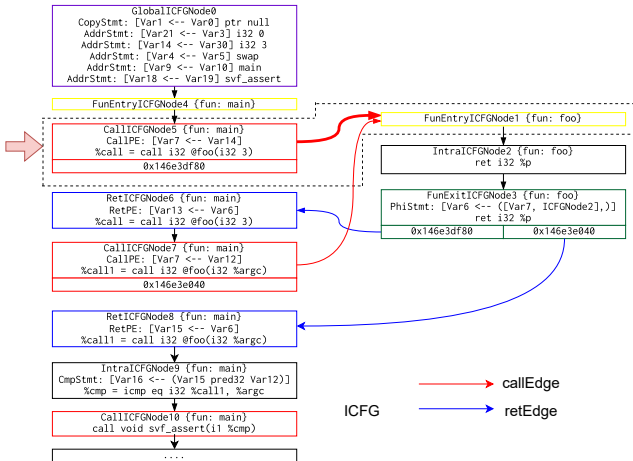 GlobalICFGNode0
CopyStmt: [Var1 <-- Var0] ptr null
AddrStmt: [Var21 <-- Var3] i32 0
AddrStmt: [Var14 <-- Var30] i32 3
AddrStmt: [Var4 <-- Var5] swap
AddrStmt: [Var9 <-- Var10] main
AddrStmt: [Var18 <-- Var19] svf_assert
FunEntryICFGNode4 {fun: main}
CallICFGNode5 {fun: main}
CallPE: [Var7 <-- Var14]
%call = call i32 @foo(i32 3)
0x146e3df80
RetICFGNode6 {fun: main}
RetPE: [Var13 <-- Var6]
%call = call i32 @foo(i32 3)
CallICFGNode7 {fun: main}
CallPE: [Var7 <-- Var12]
%call1 = call i32 @foo(i32 %argc)
0x146e3e040
RetICFGNode8 {fun: main}
RetPE: [Var15 <-- Var6]
%call1 = call i32 @foo(i32 %argc)
IntraICFGNode9 {fun: main}
CmpStmt: [Var16 <-- (Var15 pred32 Var12)]
%cmp = icmp eq i32 %call1, %argc
CallICFGNode10 {fun: main}
call void svf_assert(i1 %cmp)
....
FunEntryICFGNode1 {fun: foo}
IntraICFGNode2 {fun: foo}
ret i32 %p
FunExitICFGNode3 {fun: foo}
PhiStmt: [Var6 <-- ([Var7, ICFGNode2],)]
ret i32 %p
0x146e3df80
0x146e3e040
ICFG
callEdge
retEdge